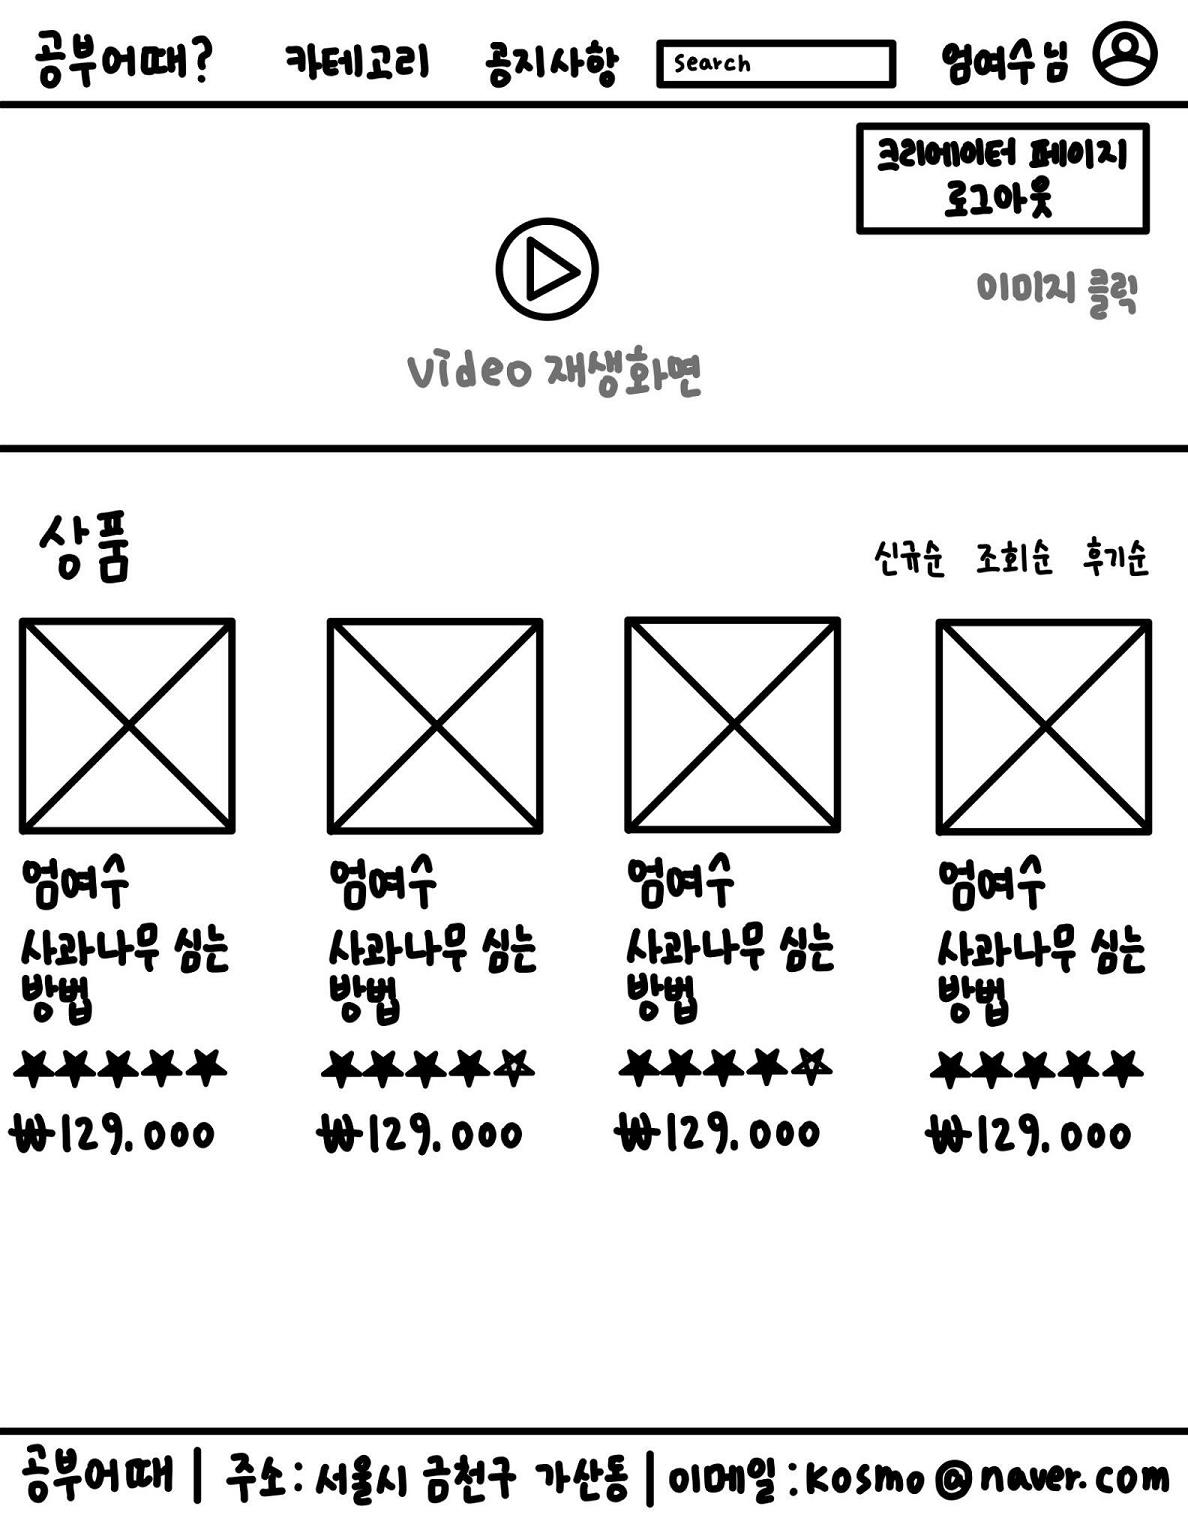 공부어때? 카테고리 공지사항 Search 엄여수님
크리에이터 페이지
로그아웃
이미지 클릭
Video 재생화면
상품
신규순 조회순 후기순
엄여수 엄여수 엄여수 엄여수
사과나무 심는 사과나무 심는 사과나무 심는 사과나무 심는
방법 방법 방법 방법
₩129.000 ₩129.000 ₩129.000 ₩129.000
공부어때 | 주소: 서울시 금천구 가산동 | 이메일: kosmo@naver.com